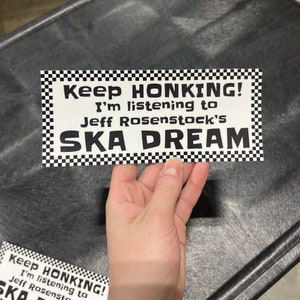 Keep HONKING!
I'm listening to
Jeff Rosenstock's
SKA DREAM
Keep HONKING!
I'm listening to
Jeff Rosenstock's
SKA DREAM